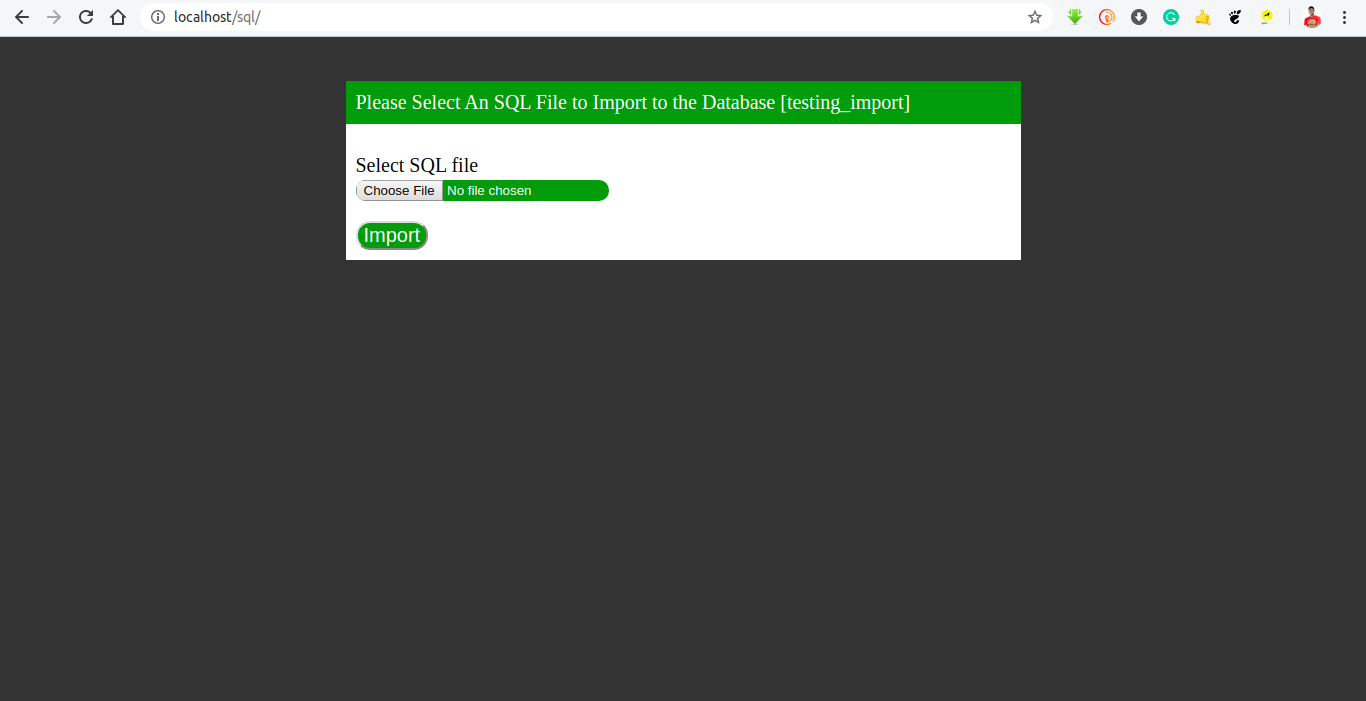 localhost/sql/
Please Select An SQL File to Import to the Database [testing_import]
Select SQL file
Choose File No file chosen
Import